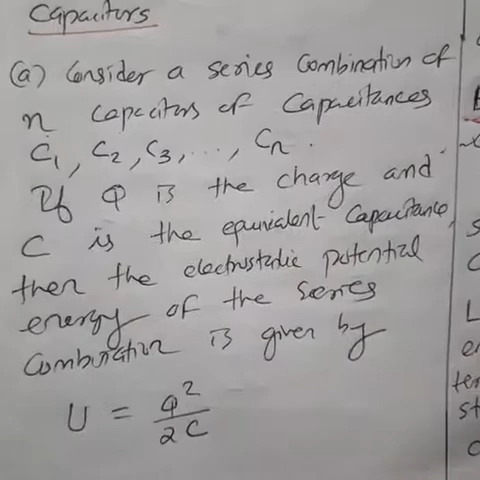 Capacitors
(a) Consider a series Combination of
n capacitors of Capacitances
C1, C2, C3, ..., Cn.
If Q is the charge and
C is the equivalent Capacitance,
then the electrostatic potential
energy of the series
Combination is given by
U = Q²/2C